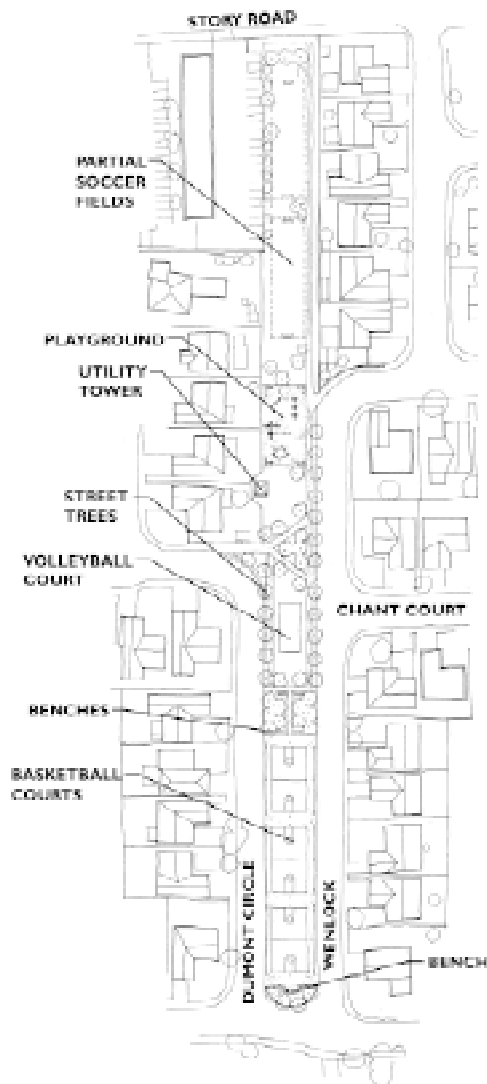 STORY ROAD
PARTIAL
SOCCER
FIELDS
PLAYGROUND
UTILITY
TOWER
STREET
TREES
VOLLEYBALL
COURT
CHANT COURT
BENCHES
BASKETBALL
COURTS
DUMONT CIRCLE
WENLOCK
BENCH